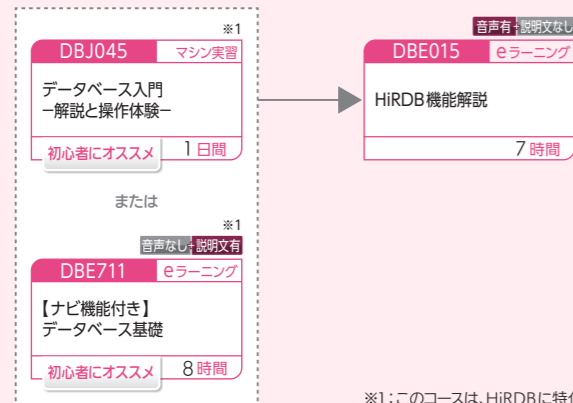 ※1
DBJ045 マシン実習
データベース入門
－解説と操作体験－
初心者にオススメ 1日間
または
※1
音声なし+説明文有
DBE711 eラーニング
【ナビ機能付き】
データベース基礎
初心者にオススメ 8時間
音声有+説明文なし
DBE015 eラーニング
HiRDB機能解説
7時間
※1：このコースは、HiRDBに特